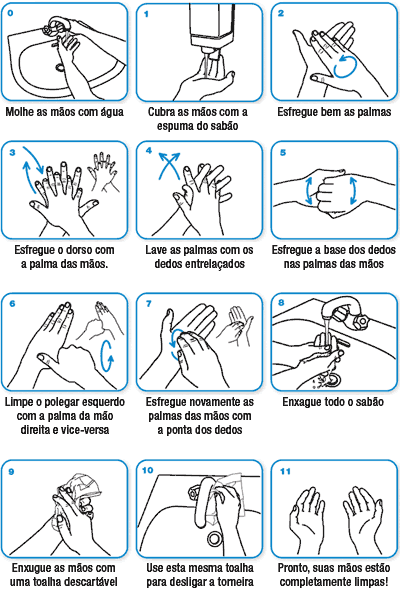 0
Molhe as mãos com água
1
Cubra as mãos com a
espuma do sabão
2
Esfregue bem as palmas
3
Esfregue o dorso com
a palma das mãos.
4
Lave as palmas com os
dedos entrelaçados
5
Esfregue a base dos dedos
nas palmas das mãos
6
Limpe o polegar esquerdo
com a palma da mão
direita e vice-versa
7
Esfregue novamente as
palmas das mãos com
a ponta dos dedos
8
Enxague todo o sabão
9
Enxugue as mãos com
uma toalha descartável
10
Use esta mesma toalha
para desligar a torneira
11
Pronto, suas mãos estão
completamente limpas!